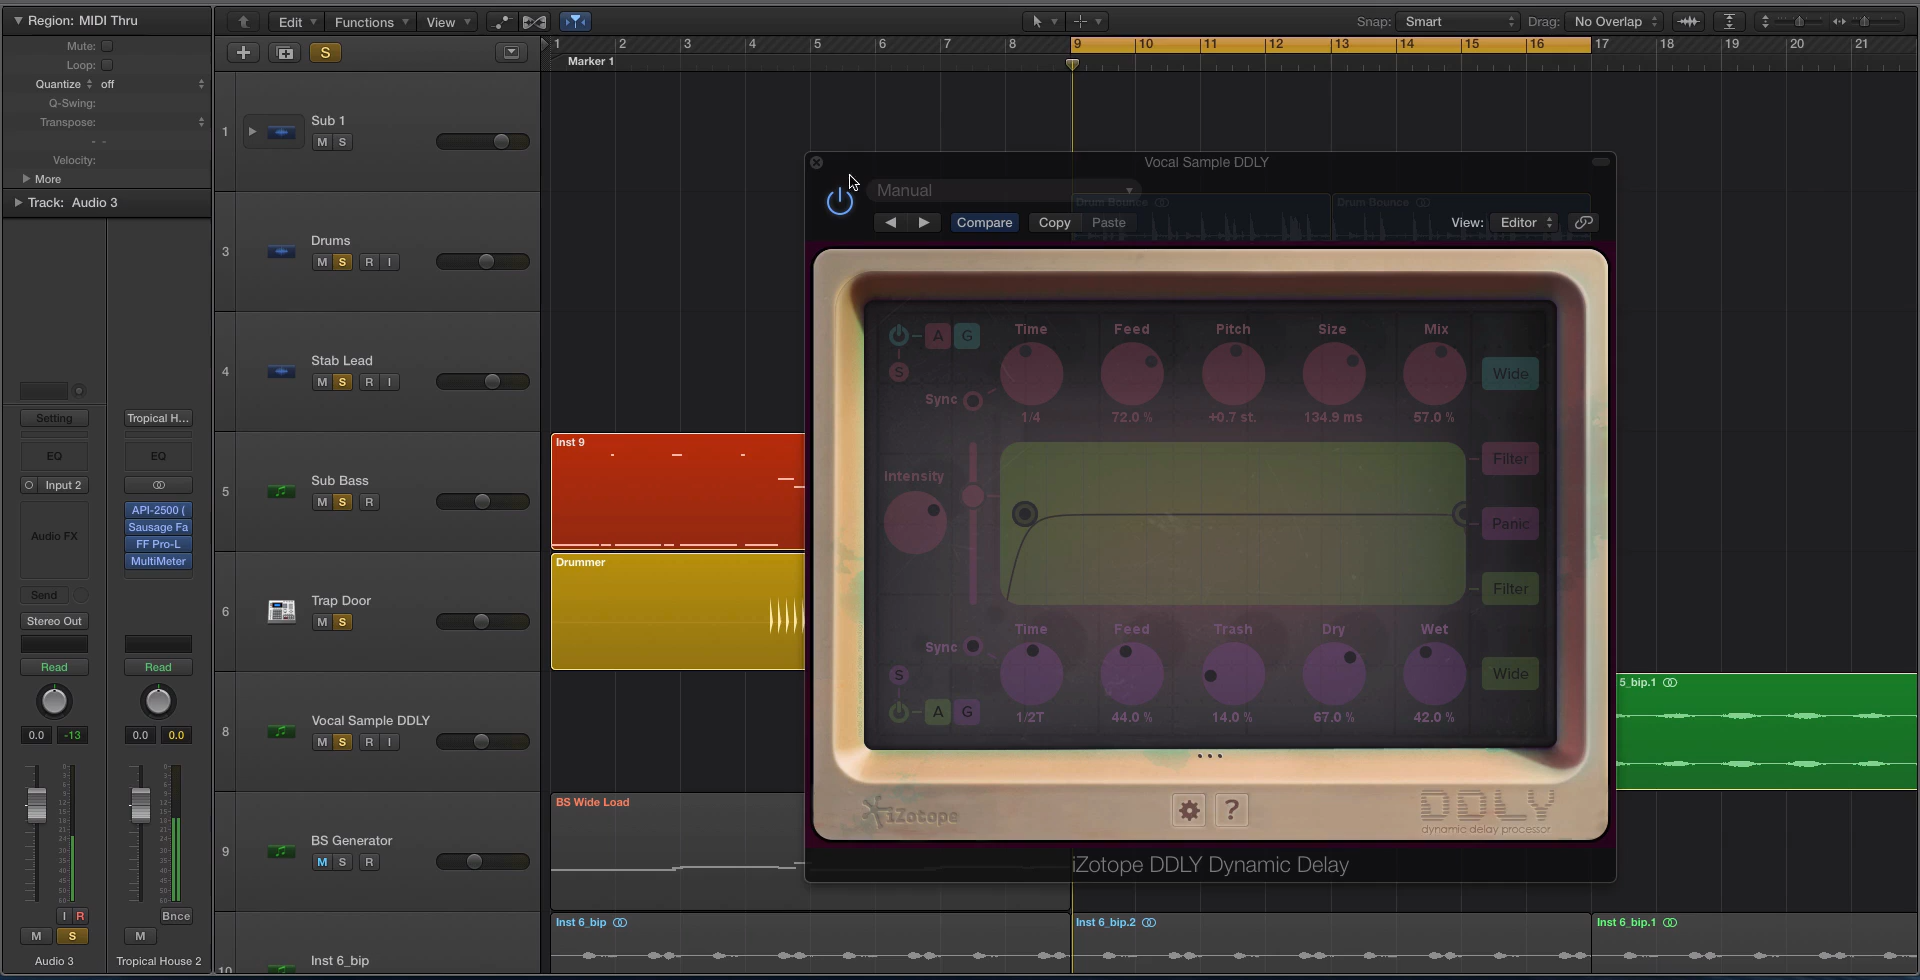 Region: MIDI Thru
Mute:
Loop:
Quantize off
Q-Swing:
Transpose:
- -
Velocity:
More
Track: Audio 3
Setting
EQ
Input 2
Audio FX
Send
Stereo Out
Read
0.0 -13
I R
M S
Audio 3
Tropical H...
EQ
API-2500 (
Sausage Fa
FF Pro-L
MultiMeter
Read
0.0 0.0
Bnce
M
Tropical House 2
Edit Functions View
Snap: Smart Drag: No Overlap
S
1 2 3 4 5 6 7 8 9 10 11 12 13 14 15 16 17 18 19 20 21
Marker 1
1 Sub 1
M S
3 Drums
M S R I
4 Stab Lead
M S R I
5 Sub Bass
M S R
6 Trap Door
M S
8 Vocal Sample DDLY
M S R I
9 BS Generator
M S R
10 Inst 6_bip
Inst 9
Drummer
BS Wide Load
Inst 6_bip
Inst 6_bip.2
Inst 6_bip.1
5_bip.1
Vocal Sample DDLY
Manual
Drum Bounce Drum Bounce
Compare Copy Paste View: Editor
A G Time Feed Pitch Size Mix
Wide
S
Sync
1/4 72.0 % +0.7 st. 134.9 ms 57.0 %
Filter
Intensity
Panic
Filter
Time Feed Trash Dry Wet
Sync
S
Wide
A G 1/2T 44.0 % 14.0 % 67.0 % 42.0 %
iZotope
?
DDLY
dynamic delay processor
iZotope DDLY Dynamic Delay